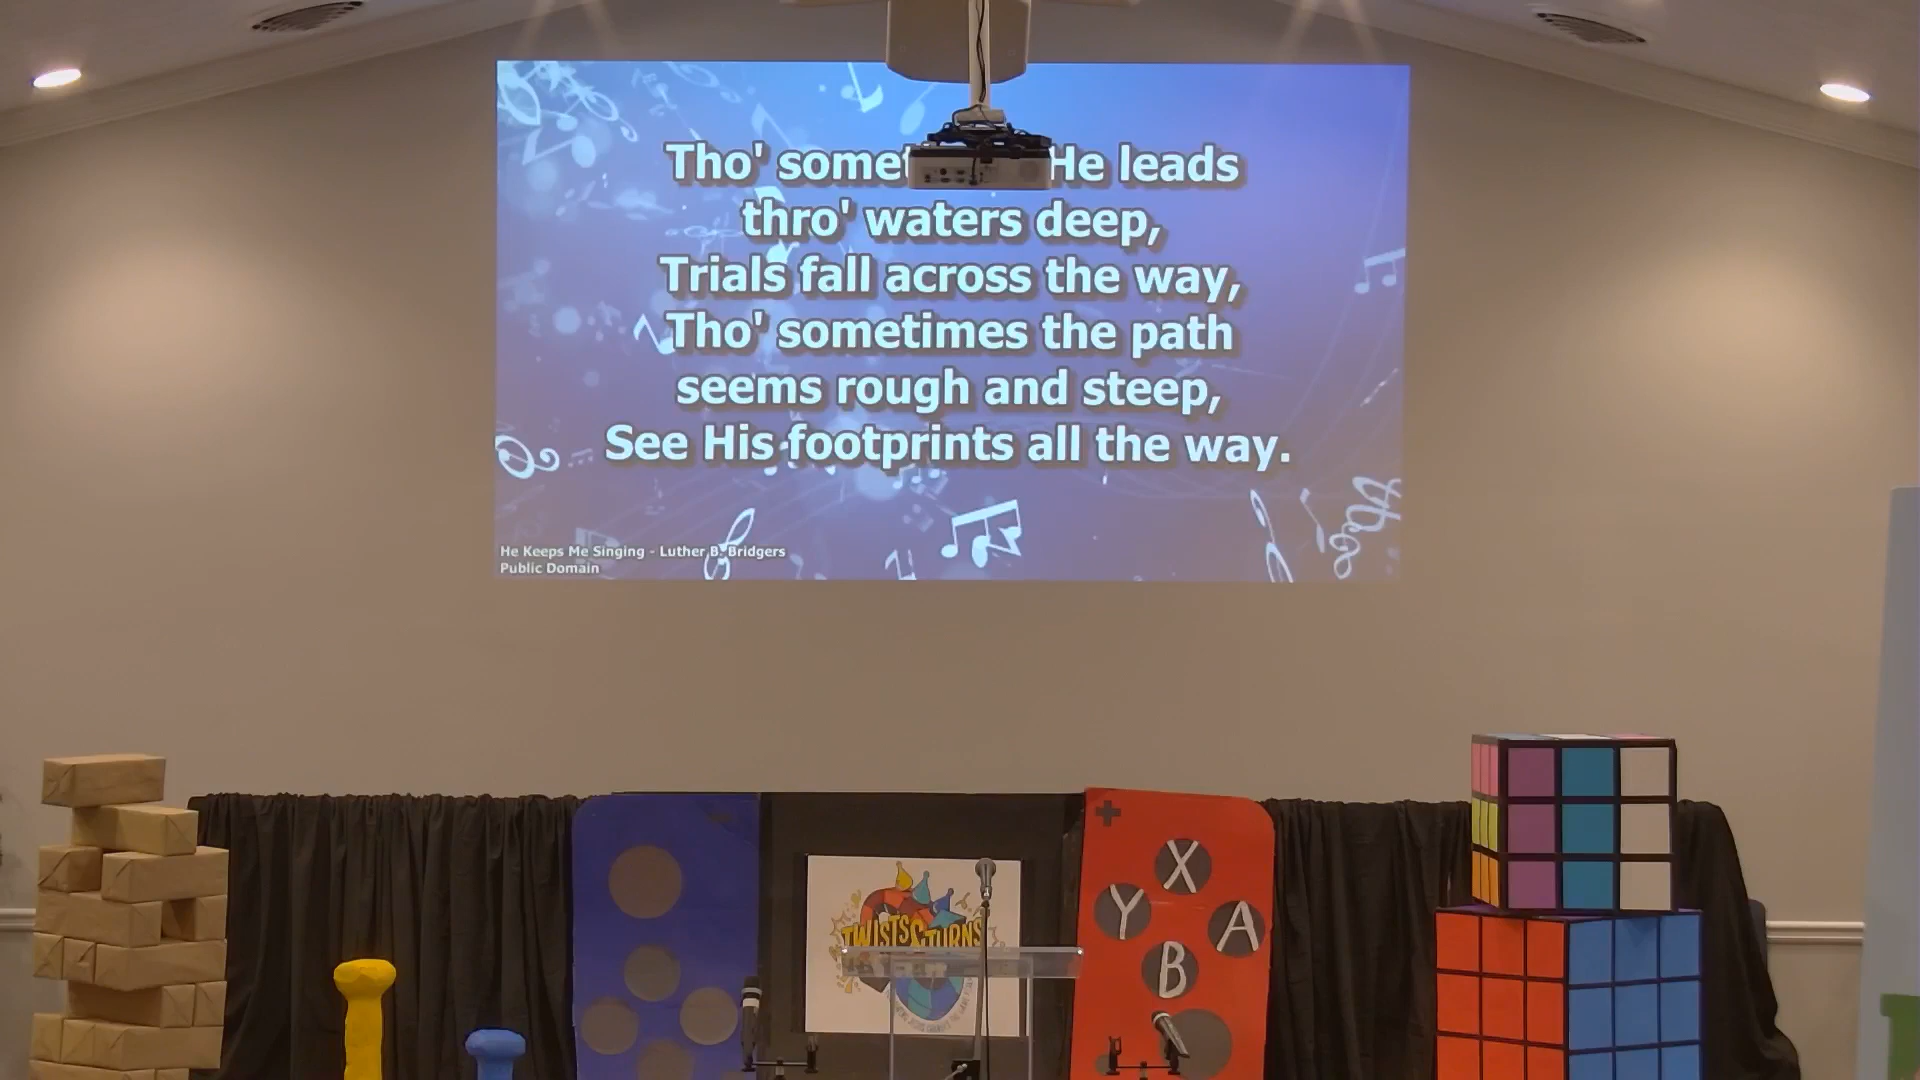 Tho' somet He leads
thro' waters deep,
Trials fall across the way,
Tho' sometimes the path
seems rough and steep,
See His footprints all the way.
He Keeps Me Singing - Luther B. Bridgers
Public Domain
X
Y A
B
TWISTS & TURNS